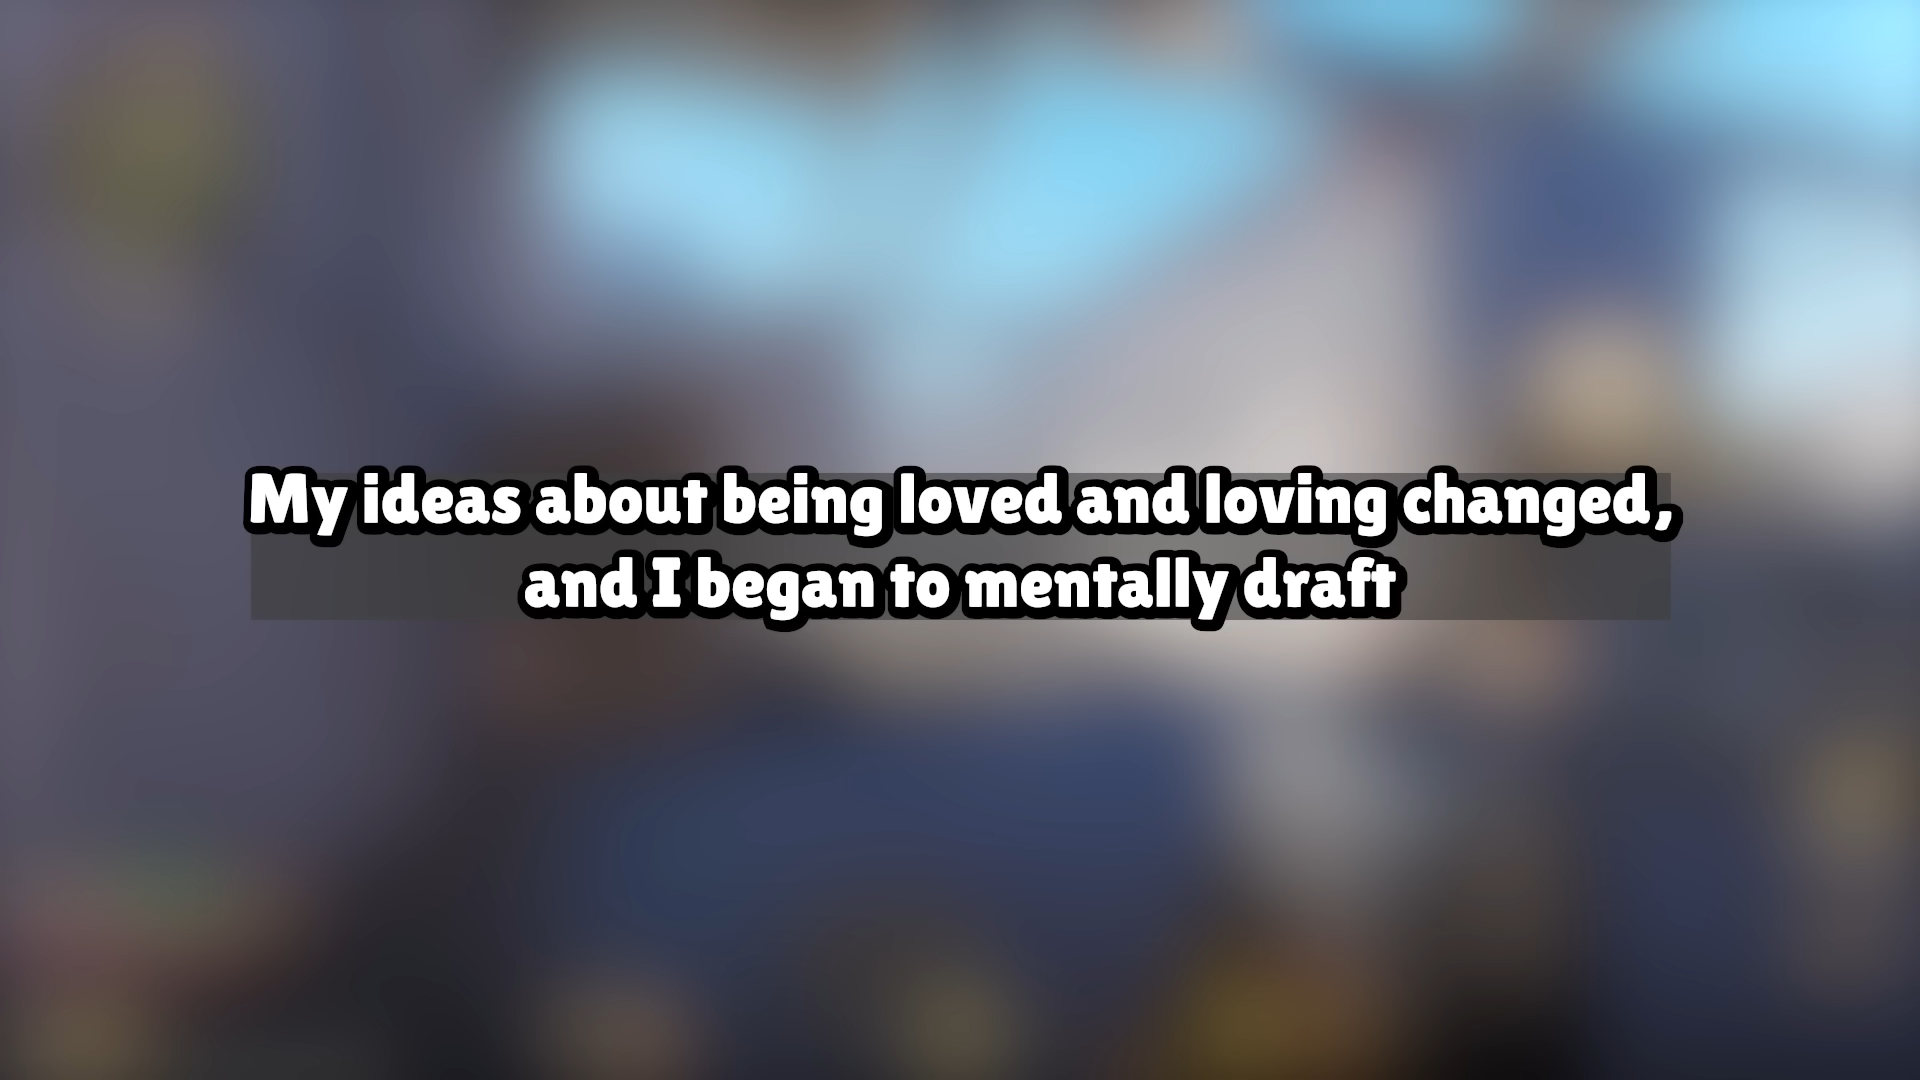 My ideas about being loved and loving changed,
and I began to mentally draft